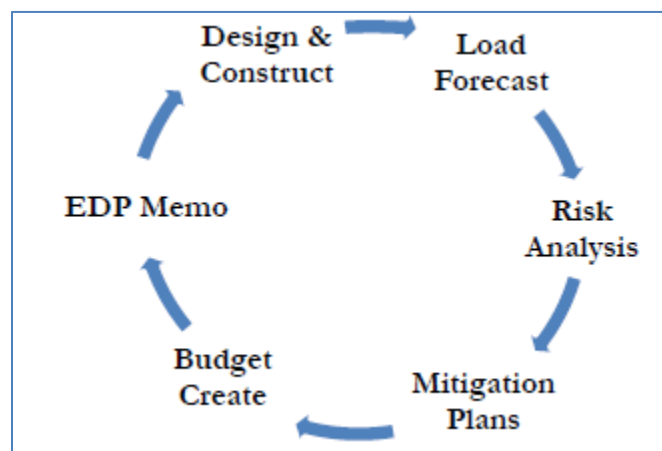 Design &
Construct
Load
Forecast
Risk
Analysis
Mitigation
Plans
Budget
Create
EDP Memo